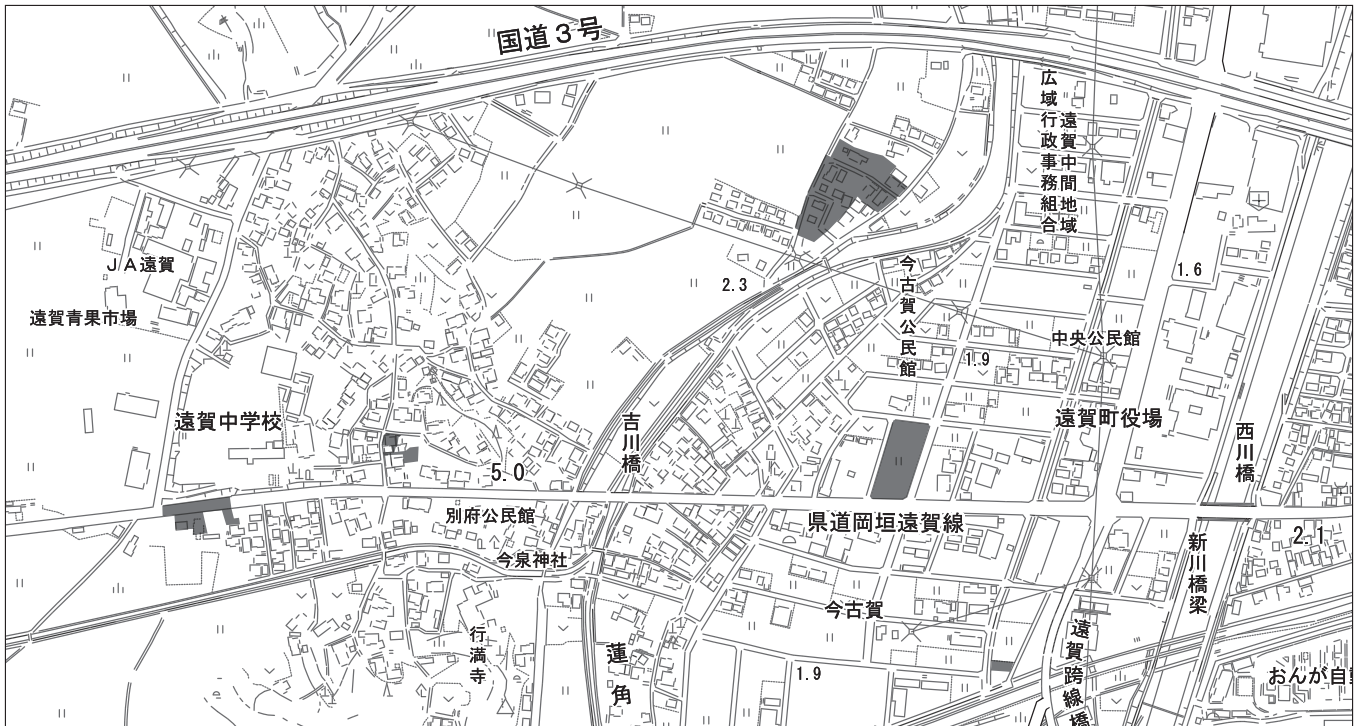 国道3号
広域行政事務組合
遠賀中間地域
JA遠賀
遠賀青果市場
2.3
今古賀公民館
1.6
中央公民館
1.9
遠賀中学校
吉川橋
遠賀町役場
西川橋
5.0
別府公民館
県道岡垣遠賀線
2.1
今泉神社
新川橋梁
今古賀
行満寺
蓮角
1.9
遠賀跨線橋
おんが自動